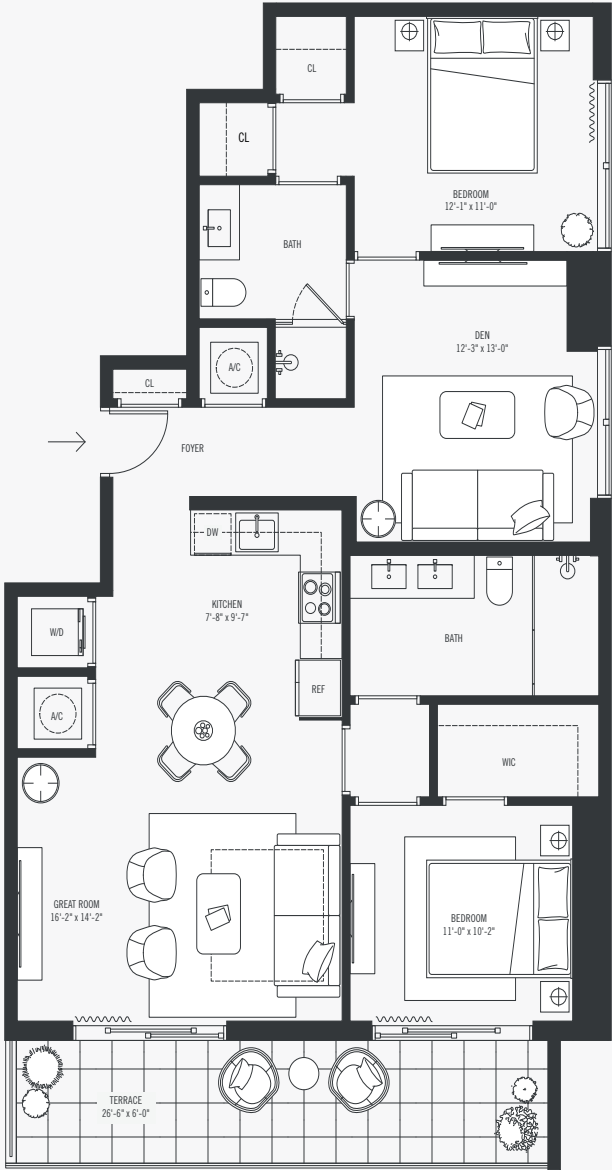 CL
CL
BEDROOM
12'-1" x 11'-0"
BATH
DEN
12'-3" x 13'-0"
A/C
CL
FOYER
DW
KITCHEN
7'-8" x 9'-7"
W/D
BATH
REF
A/C
WIC
GREAT ROOM
16'-2" x 14'-2"
BEDROOM
11'-0" x 10'-2"
TERRACE
26'-6" x 6'-0"